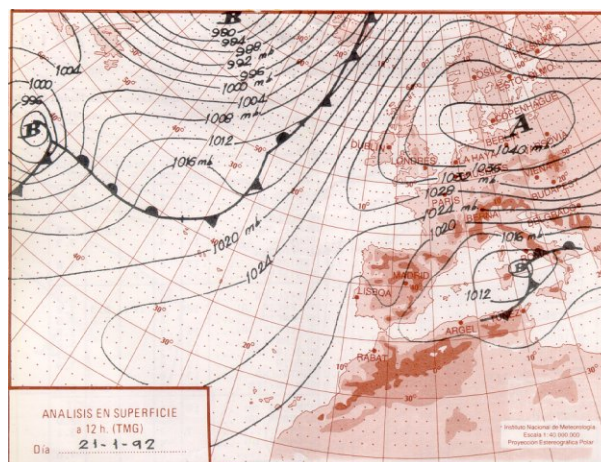 B
980
984
988
992
996
1000 mb
1004
1008
1012
1016 mb
1020 mb
1024
1004
1000
996
B
OSLO
ESTOCOLMO
COPENHAGUE
A
1040 mb
1036
1032
1028
1024 mb
1020
1016 mb
B
1012
DUBLIN
LONDRES
LA HAYA
PARIS
BERNA
BUDAPEST
BELGRADO
MADRID
LISBOA
ARGEL
RABAT
ANALISIS EN SUPERFICIE
a 12 h. (TMG)
Día 21-1-92
Instituto Nacional de Meteorología
Escala 1: 40.000.000
Proyección Estereográfica Polar